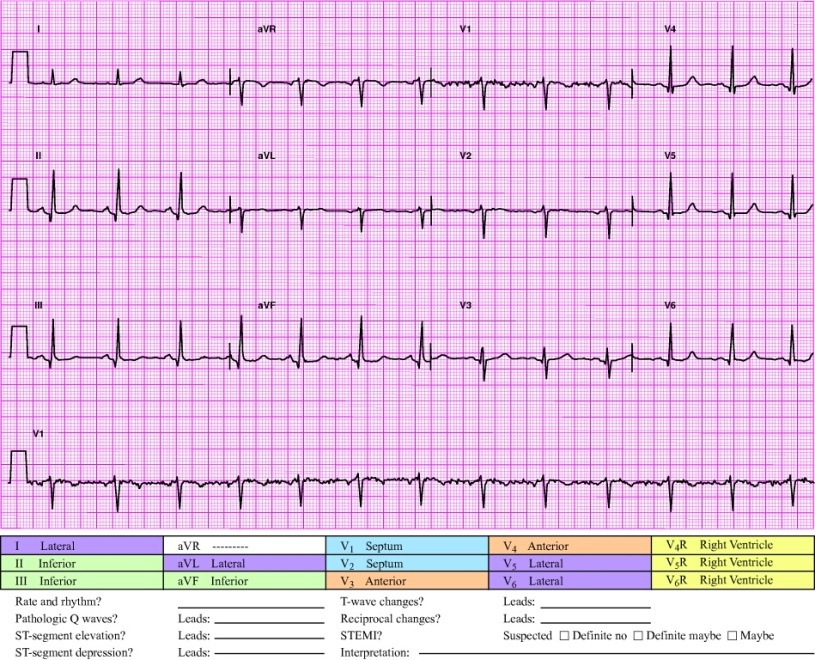 I aVR V1 V4
II aVL V2 V5
III aVF V3 V6
V1
I Lateral aVR --------- V1 Septum V4 Anterior V4R Right Ventricle
II Inferior aVL Lateral V2 Septum V5 Lateral V5R Right Ventricle
III Inferior aVF Inferior V3 Anterior V6 Lateral V6R Right Ventricle
Rate and rhythm? T-wave changes? Leads:
Pathologic Q waves? Leads: Reciprocal changes? Leads:
ST-segment elevation? Leads: STEMI? Suspected ☐ Definite no ☐ Definite maybe ☐ Maybe
ST-segment depression? Leads: Interpretation: